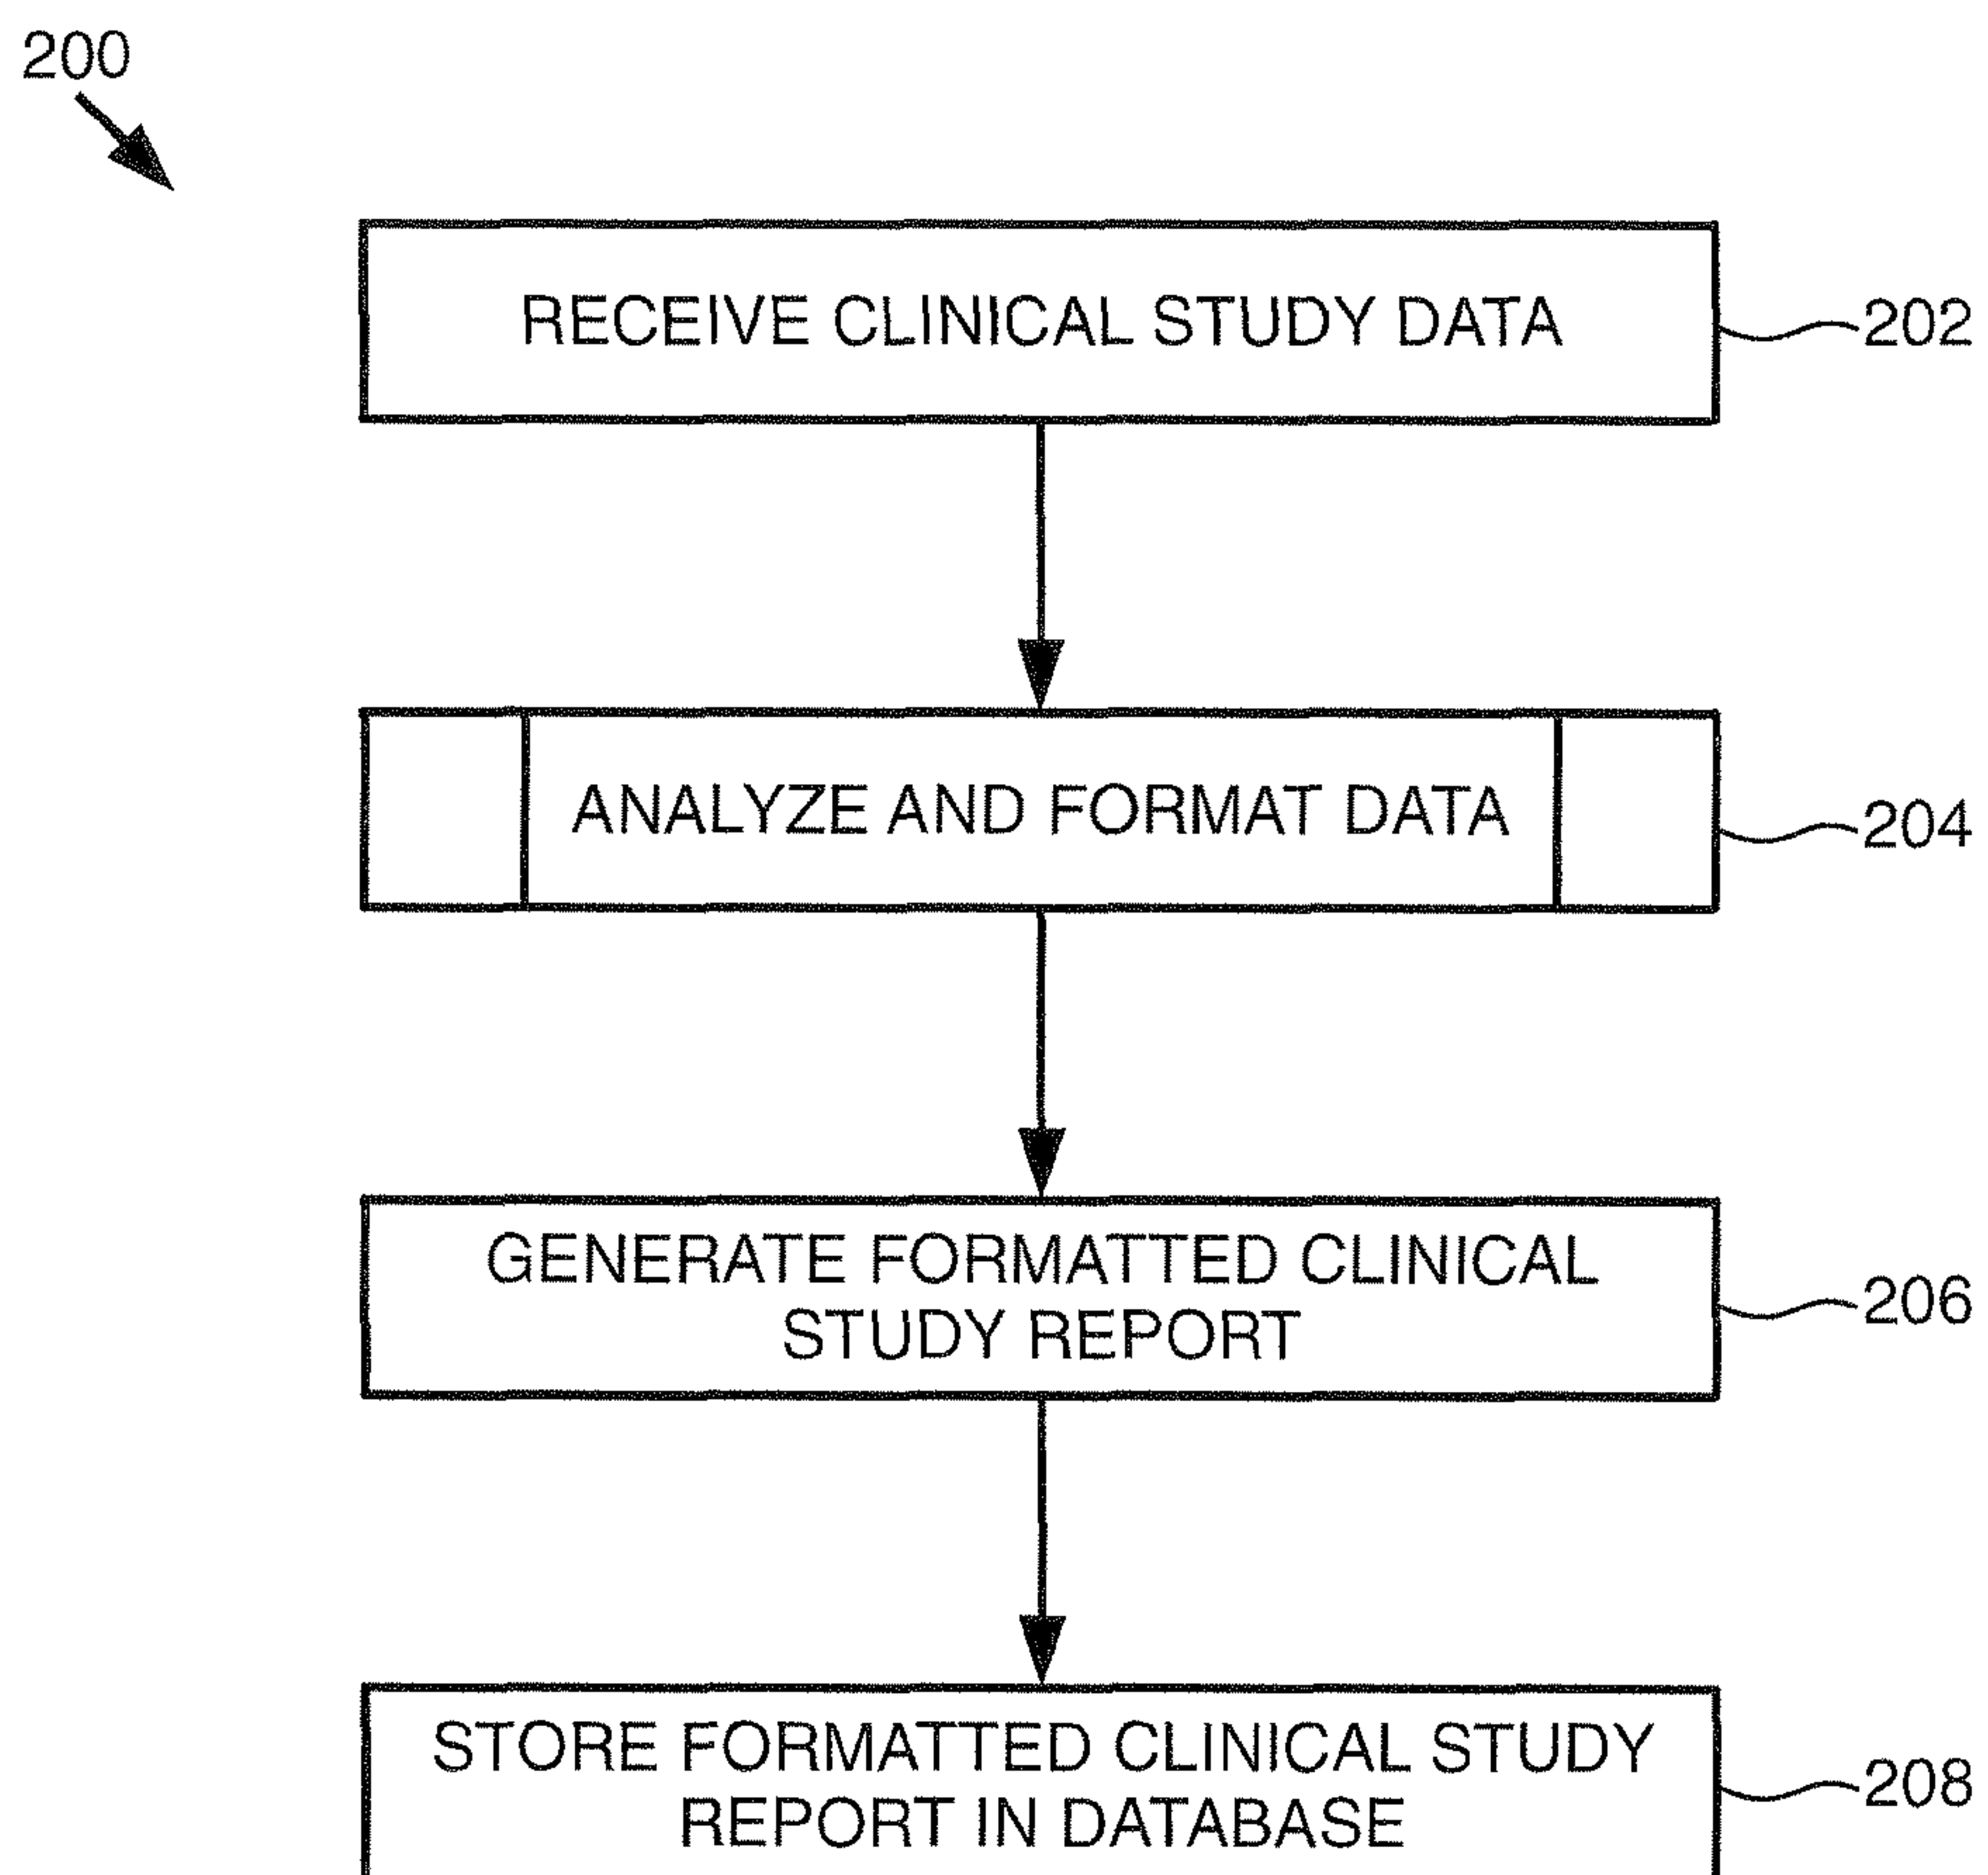 200
RECEIVE CLINICAL STUDY DATA
202
ANALYZE AND FORMAT DATA
204
GENERATE FORMATTED CLINICAL
STUDY REPORT
206
STORE FORMATTED CLINICAL STUDY
REPORT IN DATABASE
208